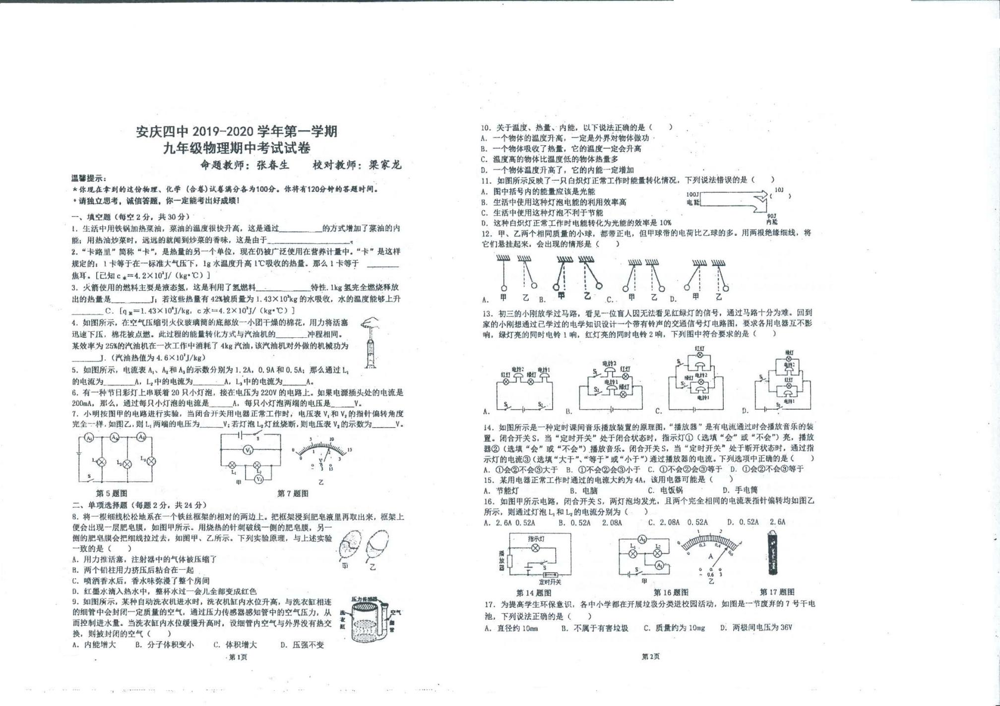 安庆四中 2019-2020 学年第一学期
九年级物理期中考试试卷
命题教师：张春生 校对教师：梁家龙
温馨提示：
*你现在拿到的这份物理、化学（合卷)试卷满分各为100分。你将有120分钟的答题时间。
*请独立思考，诚信答题，你一定能考出好成绩！
一、填空题（每空2分，共30分）
1．生活中用铁锅加热菜油，菜油的温度很快升高，这是通过__________的方式增加了菜油的内
能；用热油炒菜时，远远的就闻到炒菜的香味，这是由于__________________。
2．“卡路里”简称“卡”，是热量的另一个单位，现在仍被广泛使用在营养计量中。“卡”是这样
规定的：1卡等于在一标准大气压下，1g 水温度升高 1℃吸收的热量。那么 1 卡等于 _______
焦耳。[已知 c水＝4.2×10³J/（kg•℃）]
3．火箭使用的燃料主要是液态氢，这是利用了氢燃料____________特性.1kg 氢完全燃烧释放
出的热量是_________J；若这些热量有 42%被质量为 1.43×10³kg 的水吸收，水的温度能够上升
_______C．[q氢＝1.43×10⁸J/kg，c 水＝4.2×10³J/（kg•℃）]
4．如图所示，在空气压缩引火仪玻璃筒的底部放一小团干燥的棉花，用力将活塞
迅速下压，棉花被点燃。此过程的能量转化方式与汽油机的_______冲程相同。
某效率为 25%的汽油机在一次工作中消耗了 4kg 汽油,该汽油机对外做的机械功为
______J．(汽油热值为 4.6×10⁷J/kg)
5．如图所示，电流表 A₁、A₂和 A₃的示数分别为 1.2A，0.9A 和 0.5A；那么通过 L₁
的电流为_______A，L₂中的电流为_______A，L₃中的电流为_____A。
6．有一种节日彩灯上串联着 20 只小灯泡，接在电压为 220V 的电路上。如果电源插头处的电流是
200mA，那么，通过每只小灯泡的电流是_____A，每只小灯泡两端的电压是_____V。
7．小明按图甲的电路进行实验，当闭合开关用电器正常工作时，电压表 V₁和 V₂的指针偏转角度
完全一样,如图乙,则 L₁两端的电压为_____V;若灯泡 L₂灯丝烧断,则电压表 V₂的示数为_____V。
A₁ A₂ A₃
L₁ L₂ L₃
S
S
V₁
L₁ L₂
V₂
甲
0 5 10 15
0 1 2 3
V
− 3 15
乙
第 5 题图 第 7 题图
二、单项选择题（每题2分，共24分）
8．将一根细线松松地系在一个铁丝框架的相对的两边上。把框架浸到肥皂液里再取出来，框架上
便会出现一层肥皂膜，如图甲所示。用烧热的针刺破线一侧的肥皂膜，另一
侧的肥皂膜会把细线拉过去，如图甲、乙所示。下列实验原理，与上述实验
一致的是（ ）
甲 乙
A．用力推活塞，注射器中的气体被压缩了
B．两个铅柱用力挤压后粘合在一起
C．喷洒香水后，香水味弥漫了整个房间
D．红墨水滴入热水中，整杯水过一会儿全部变成红色
9．如图所示，某种自动洗衣机进水时，洗衣机缸内水位升高，与洗衣缸相连
的细管中会封闭一定质量的空气，通过压力传感器感知管中的空气压力，从
而控制进水量。当洗衣缸内水位缓慢升高时，设细管内空气与外界没有热交
换，则被封闭的空气（ ）
压力传感器
洗衣缸
空气
细管
A．内能增大 B．分子体积变小 C．体积增大 D．压强不变
第 1页
10．关于温度、热量、内能，以下说法正确的是（ ）
A．一个物体的温度升高，一定是外界对物体做功
B．一个物体吸收了热量，它的温度一定会升高
C．温度高的物体比温度低的物体热量多
D．一个物体温度升高了，它的内能一定增加
11．如图所示反映了一只白炽灯正常工作时能量转化情况，下列说法错误的是（ ）
A．图中括号内的能量应该是光能
B．生活中使用这种灯泡电能的利用效率高
C．生活中使用这种灯泡不利于节能
D．这种白炽灯正常工作时电能转化为光能的效率是 10%
100J
电能
10J
（ ）
90J
内能
12．甲、乙两个相同质量的小球，都带正电，但甲球带的电荷比乙球的多。用两根绝缘细线，将
它们悬挂起来，会出现的情形是（ ）
A． 甲 乙 B． 甲 乙 C． 甲 乙 D． 甲 乙
13．初三的小刚放学过马路，看见一位盲人因无法看见红绿灯的信号，通过马路十分为难。回到
家的小刚想通过已学过的电学知识设计一个带有铃声的交通信号灯电路图，要求各用电器互不影
响，绿灯亮的同时电铃 1 响，红灯亮的同时电铃 2 响，下列图中符合要求的是（ ）
红灯 电铃2 绿灯 电铃1
S₁ S₂
A．
电铃2 红灯
S₁
电铃1 绿灯
S₂
B．
红灯
S₁
绿灯 电铃2
S₂
电铃1
C．
绿灯
电铃2
S₁
红灯
电铃1
S₂
D．
14．如图所示是一种定时课间音乐播放装置的原理图，“播放器”是有电流通过时会播放音乐的装
置。闭合开关 S，当“定时开关”处于闭合状态时，指示灯①（选填“会”或“不会”）亮，播放
器②（选填“会”或“不会”）播放音乐。闭合开关 S，当“定时开关”处于断开状态时，通过指
示灯的电流③（选填“大于”、“等于”或“小于”）通过播放器的电流。下列选项中正确的是（ ）
A．①会②不会③大于 B．①不会②会③小于 C．①不会②会③等于 D．①会②不会③等于
15．某用电器正常工作时通过的电流大约为 4A，该用电器可能是（ ）
A．节能灯 B．电脑 C．电饭锅 D．手电筒
16．如图甲所示电路，闭合开关 S，两灯泡均发光，且两个完全相同的电流表指针偏转均如图乙
所示，则通过灯泡 L₁和 L₂的电流分别为（ ）
A．2.6A 0.52A B．0.52A 2.08A C．2.08A 0.52A D．0.52A 2.6A
指示灯
播放器
S
定时开关
A₂
L₁ L₂
A₁
S
甲
0 1 2 3
0 0.2 0.4 0.6
A
− 0.6 3
乙
第 14 题图 第 16 题图 第 17 题图
17．为提高学生环保意识，各中小学都在开展垃圾分类进校园活动，如图是一节废弃的 7 号干电
池，下列说法正确的是（ ）
A．直径约 10mm B．不属于有害垃圾 C．质量约为 10mg D．两极间电压为 36V
第 2页